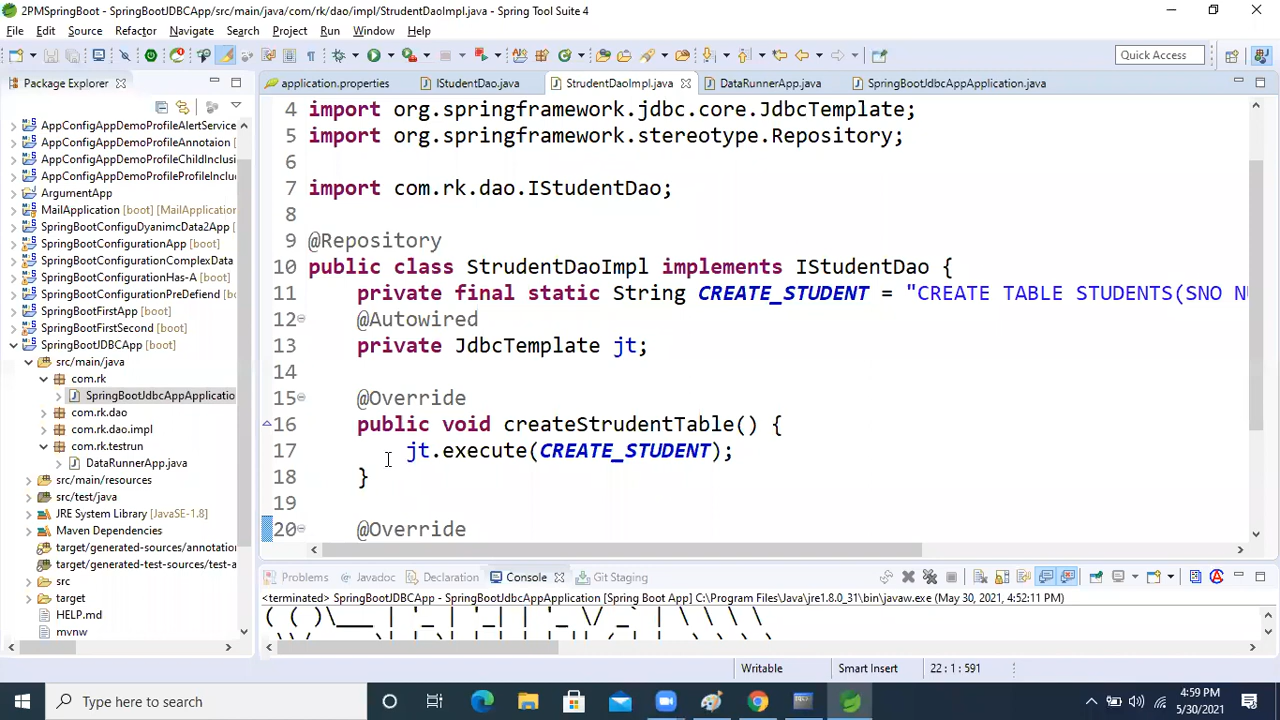 2PMSpringBoot - SpringBootJDBCApp/src/main/java/com/rk/dao/impl/StrudentDaoImpl.java - Spring Tool Suite 4
File Edit Source Refactor Navigate Search Project Run Window Help
Quick Access
Package Explorer
application.properties IStudentDao.java StrudentDaoImpl.java DataRunnerApp.java SpringBootJdbcAppApplication.java
AppConfigAppDemoProfileAlertService
AppConfigAppDemoProfileAnnotaion
AppConfigAppDemoProfileChildInclusi
AppConfigAppDemoProfileProfileInclu
ArgumentApp
MailApplication [boot] [MailApplication
SpringBootConfiguDyanimcData2App
SpringBootConfigurationApp [boot]
SpringBootConfigurationComplexData
SpringBootConfigurationHas-A [boot]
SpringBootConfigurationPreDefiend [
SpringBootFirstApp [boot]
SpringBootFirstSecond [boot]
SpringBootJDBCApp [boot]
src/main/java
com.rk
SpringBootJdbcAppApplicatio
com.rk.dao
com.rk.dao.impl
com.rk.testrun
DataRunnerApp.java
src/main/resources
src/test/java
JRE System Library [JavaSE-1.8]
Maven Dependencies
target/generated-sources/annotatio
target/generated-test-sources/test-a
src
target
HELP.md
mvnw
4 import org.springframework.jdbc.core.JdbcTemplate;
5 import org.springframework.stereotype.Repository;
6
7 import com.rk.dao.IStudentDao;
8
9 @Repository
10 public class StrudentDaoImpl implements IStudentDao {
11 private final static String CREATE_STUDENT = "CREATE TABLE STUDENTS(SNO N
12 @Autowired
13 private JdbcTemplate jt;
14
15 @Override
16 public void createStrudentTable() {
17 jt.execute(CREATE_STUDENT);
18 }
19
20 @Override
Problems Javadoc Declaration Console Git Staging
<terminated> SpringBootJDBCApp - SpringBootJdbcAppApplication [Spring Boot App] C:\Program Files\Java\jre1.8.0_31\bin\javaw.exe (May 30, 2021, 4:52:11 PM)
( ( )\___ | '_ | '_| | '_ \/ _` | \ \ \ \
Writable Smart Insert 22 : 1 : 591
Type here to search
4:59 PM
5/30/2021